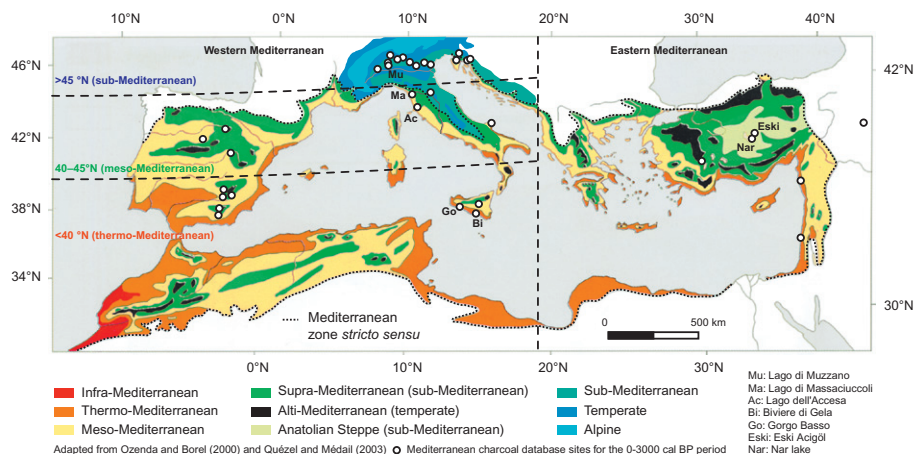 10°N 0°N 10°N 20°N 30°N 40°N
Western Mediterranean Eastern Mediterranean
46°N 42°N
>45 °N (sub-Mediterranean)
Mu
Ma
Ac
Eski
Nar
42°N
40–45°N (meso-Mediterranean)
38°N
Go
Bi
<40 °N (thermo-Mediterranean)
34°N
30°N
Mediterranean
zone stricto sensu
0 500 km
0°N 10°N 20°N 30°N
Infra-Mediterranean
Thermo-Mediterranean
Meso-Mediterranean
Supra-Mediterranean (sub-Mediterranean)
Alti-Mediterranean (temperate)
Anatolian Steppe (sub-Mediterranean)
Sub-Mediterranean
Temperate
Alpine
Mu: Lago di Muzzano
Ma: Lago di Massaciuccoli
Ac: Lago dell'Accesa
Bi: Biviere di Gela
Go: Gorgo Basso
Eski: Eski Acigöl
Nar: Nar lake
Adapted from Ozenda and Borel (2000) and Quézel and Médail (2003) Mediterranean charcoal database sites for the 0-3000 cal BP period